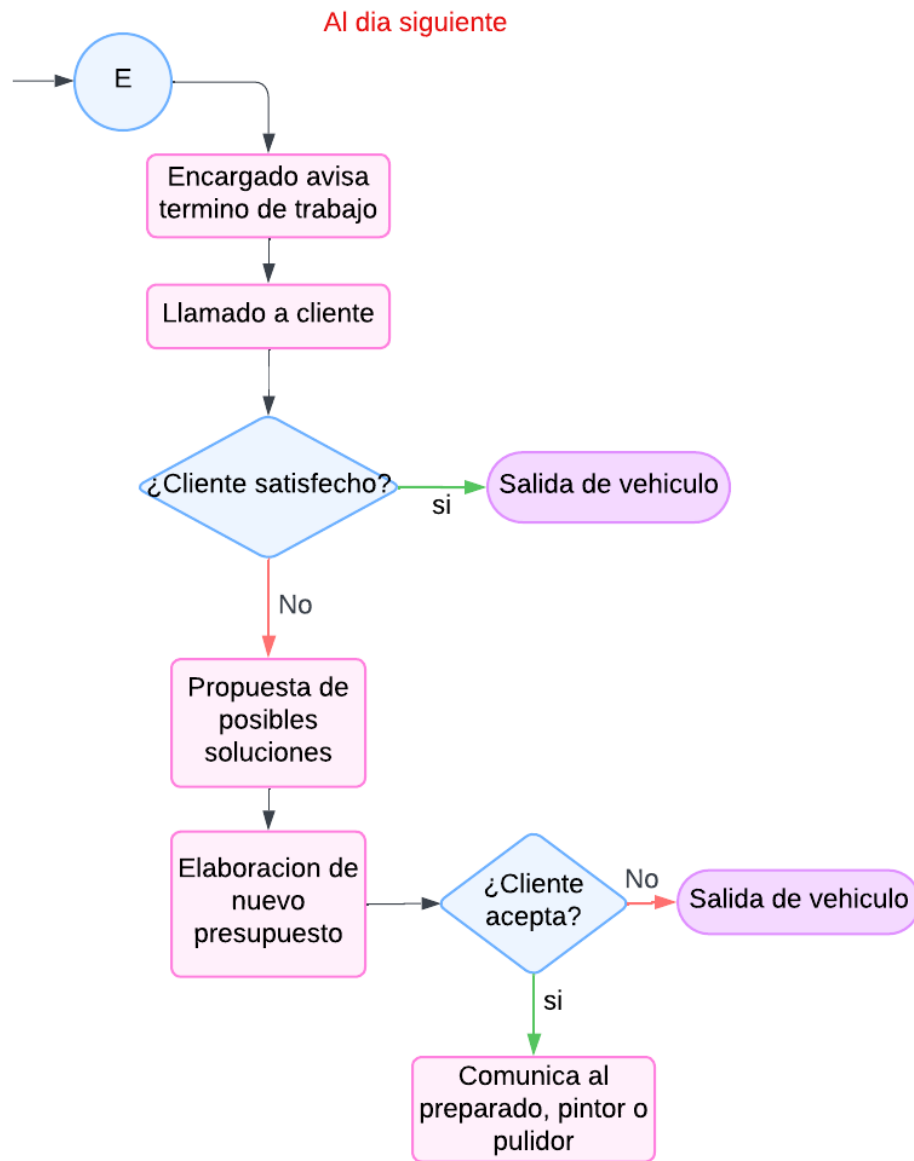 Al dia siguiente
E
Encargado avisa
termino de trabajo
Llamado a cliente
¿Cliente satisfecho?
si
Salida de vehiculo
No
Propuesta de
posibles
soluciones
Elaboracion de
nuevo
presupuesto
¿Cliente
acepta?
No
Salida de vehiculo
si
Comunica al
preparado, pintor o
pulidor